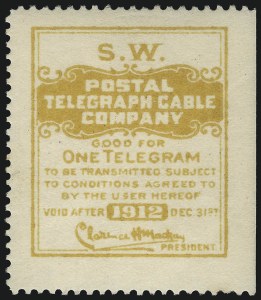 S.W.
POSTAL
TELEGRAPH CABLE
COMPANY
GOOD FOR
ONE TELEGRAM
TO BE TRANSMITTED SUBJECT
TO CONDITIONS AGREED TO
BY THE USER HEREOF
VOID AFTER 1912 DEC. 31ST
Clarence H Mackay
PRESIDENT